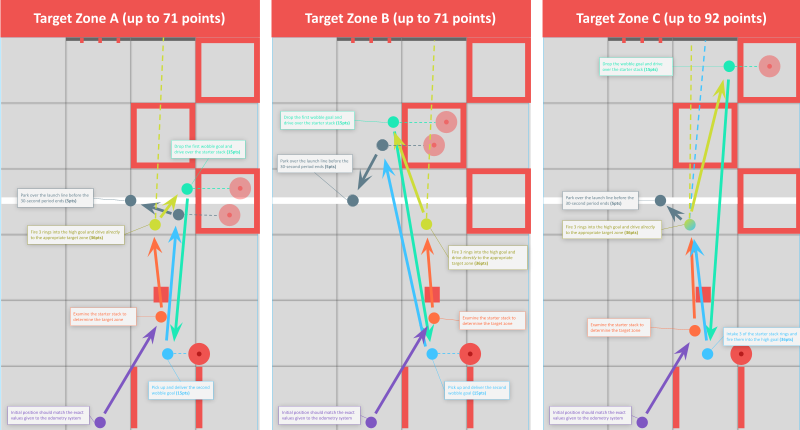 Target Zone A (up to 71 points)
Drop the first wobble goal and
drive over the starter stack (15pts)
Park over the launch line before the
30-second period ends (5pts)
Fire 3 rings into the high goal and drive directly
to the appropriate target zone (36pts)
Examine the starter stack to
determine the target zone
Pick up and deliver the second
wobble goal (15pts)
Initial position should match the exact
values given to the odometry system
Target Zone B (up to 71 points)
Drop the first wobble goal and
drive over the starter stack (15pts)
Park over the launch line before the
30-second period ends (5pts)
Fire 3 rings into the high goal and
drive directly to the appropriate
target zone (36pts)
Examine the starter stack to
determine the target zone
Pick up and deliver the second
wobble goal (15pts)
Initial position should match the exact
values given to the odometry system
Target Zone C (up to 92 points)
Drop the wobble goal and drive
over the starter stack (15pts)
Park over the launch line before the
30-second period ends (5pts)
Fire 3 rings into the high goal and drive directly
to the appropriate target zone (36pts)
Examine the starter stack to
determine the target zone
Intake 3 of the starter stack rings and
fire them into the high goal (36pts)
Initial position should match the exact
values given to the odometry system